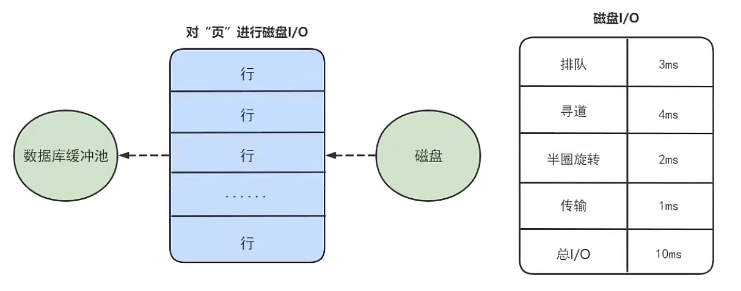 对“页”进行磁盘I/O
行
行
行
......
行
数据库缓冲池
磁盘
磁盘I/O
排队 3ms
寻道 4ms
半圈旋转 2ms
传输 1ms
总I/O 10ms